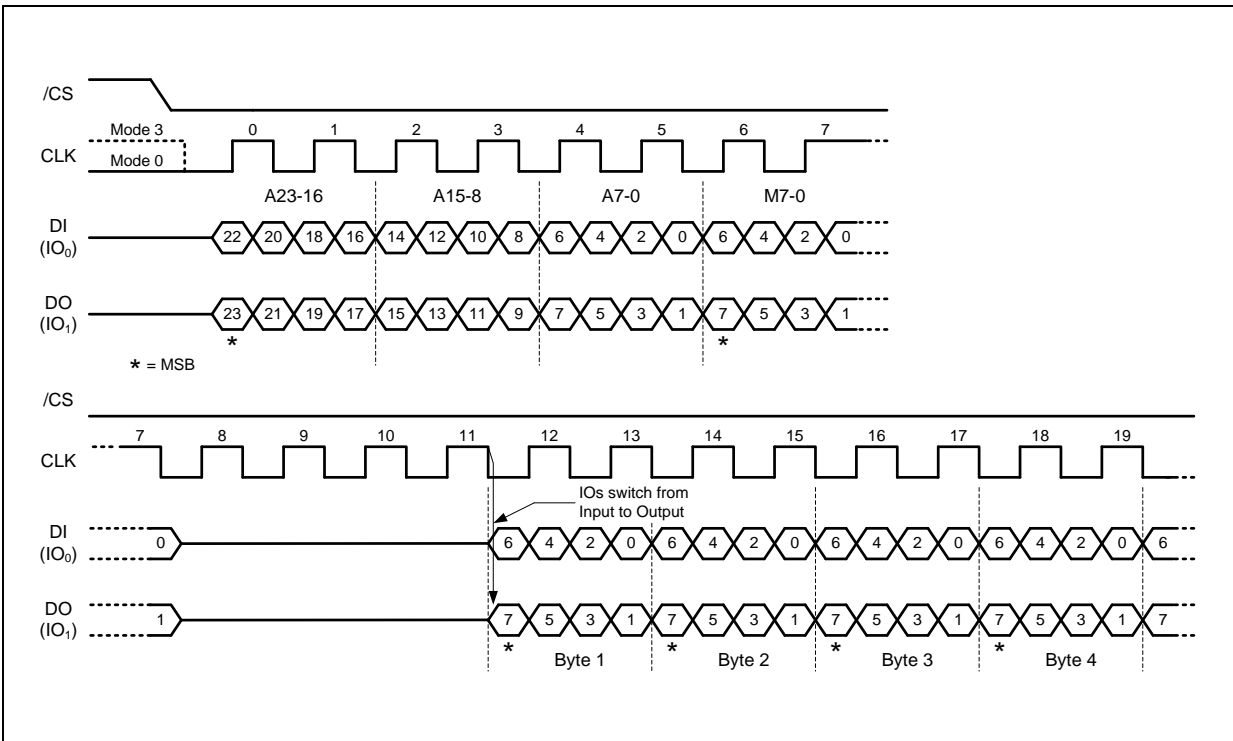 /CS
Mode 3 0 1 2 3 4 5 6 7
CLK
Mode 0
A23-16 A15-8 A7-0 M7-0
DI
(IO₀)
22 20 18 16 14 12 10 8 6 4 2 0 6 4 2 0
DO
(IO₁)
23 21 19 17 15 13 11 9 7 5 3 1 7 5 3 1
* *
* = MSB
/CS
7 8 9 10 11 12 13 14 15 16 17 18 19
CLK
IOs switch from
Input to Output
DI
(IO₀)
0 6 4 2 0 6 4 2 0 6 4 2 0 6 4 2 0 6
DO
(IO₁)
1 7 5 3 1 7 5 3 1 7 5 3 1 7 5 3 1 7
* * * *
Byte 1 Byte 2 Byte 3 Byte 4